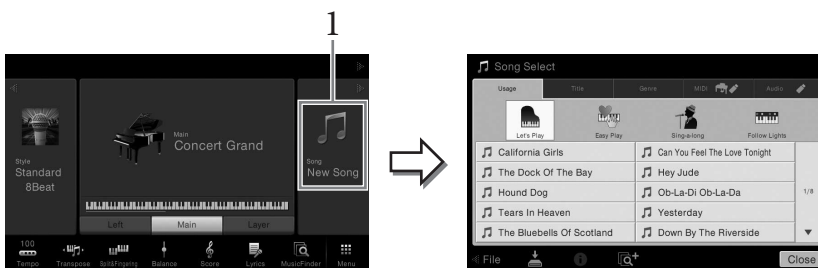 1
Main
Concert Grand
Style
Standard
8Beat
Song
New Song
Left
Main
Layer
100
Tempo
Transpose
Split&Fingering
Balance
Score
Lyrics
MusicFinder
Menu
Song Select
Usage
Title
Genre
MIDI
Audio
Let's Play
Easy Play
Sing-a-long
Follow Lights
California Girls
Can You Feel The Love Tonight
The Dock Of The Bay
Hey Jude
Hound Dog
Ob-La-Di Ob-La-Da
Tears In Heaven
Yesterday
The Bluebells Of Scotland
Down By The Riverside
1/8
File
Close